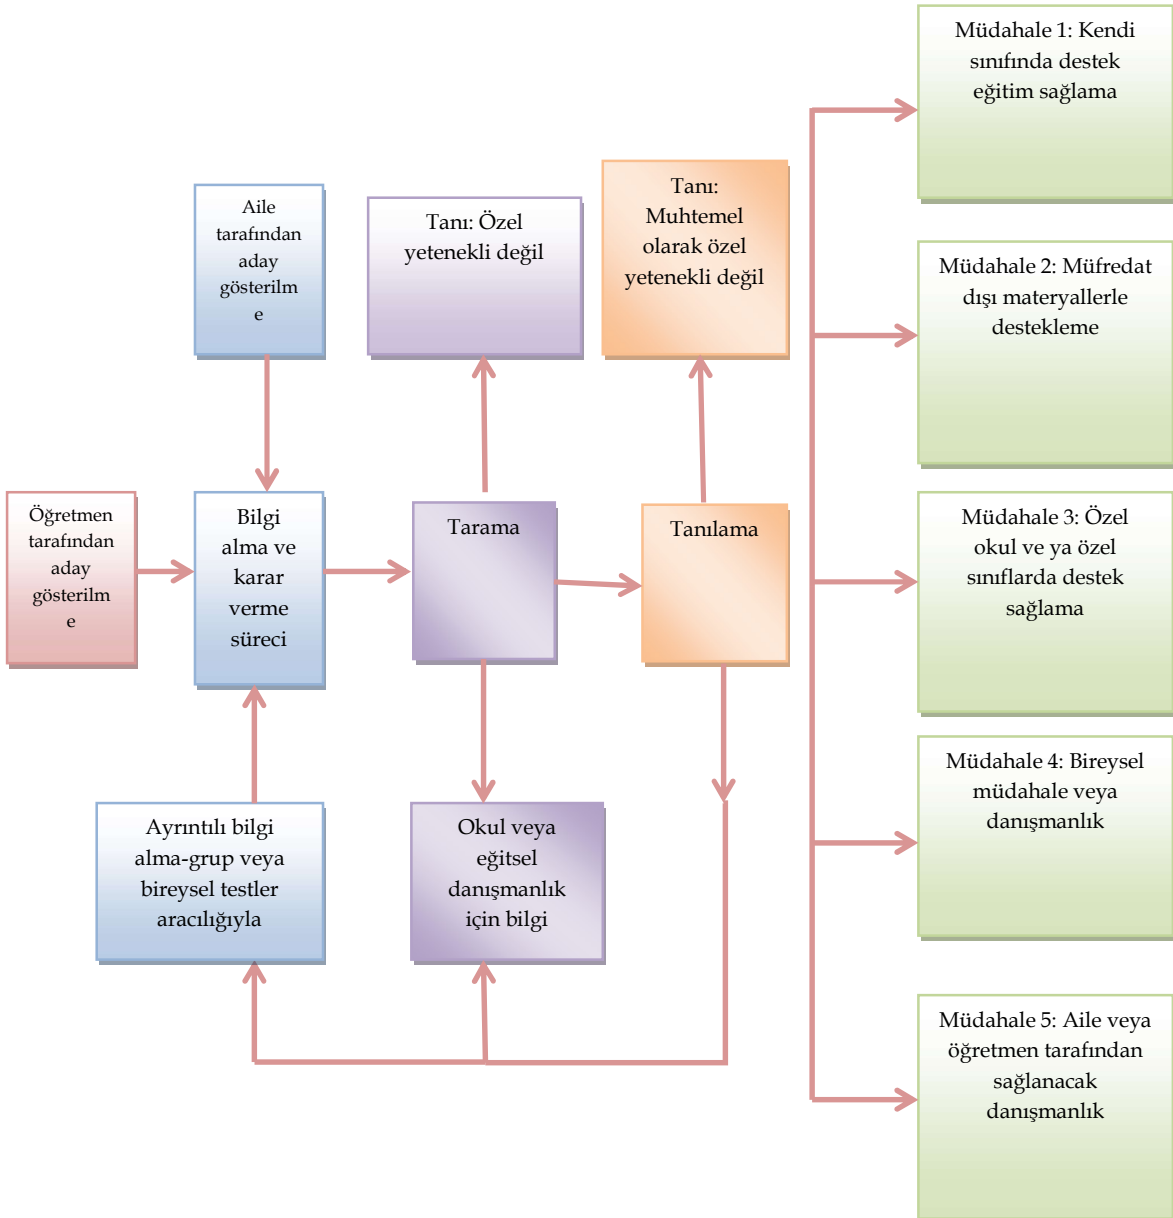 Müdahale 1: Kendi
sınıfında destek
eğitim sağlama
Aile
tarafından
aday
gösterilm
e
Tanı: Özel
yetenekli değil
Tanı:
Muhtemel
olarak özel
yetenekli değil
Müdahale 2: Müfredat
dışı materyallerle
destekleme
Öğretmen
tarafından
aday
gösterilm
e
Bilgi
alma ve
karar
verme
süreci
Tarama
Tanılama
Müdahale 3: Özel
okul ve ya özel
sınıflarda destek
sağlama
Ayrıntılı bilgi
alma-grup veya
bireysel testler
aracılığıyla
Okul veya
eğitsel
danışmanlık
için bilgi
Müdahale 4: Bireysel
müdahale veya
danışmanlık
Müdahale 5: Aile veya
öğretmen tarafından
sağlanacak
danışmanlık